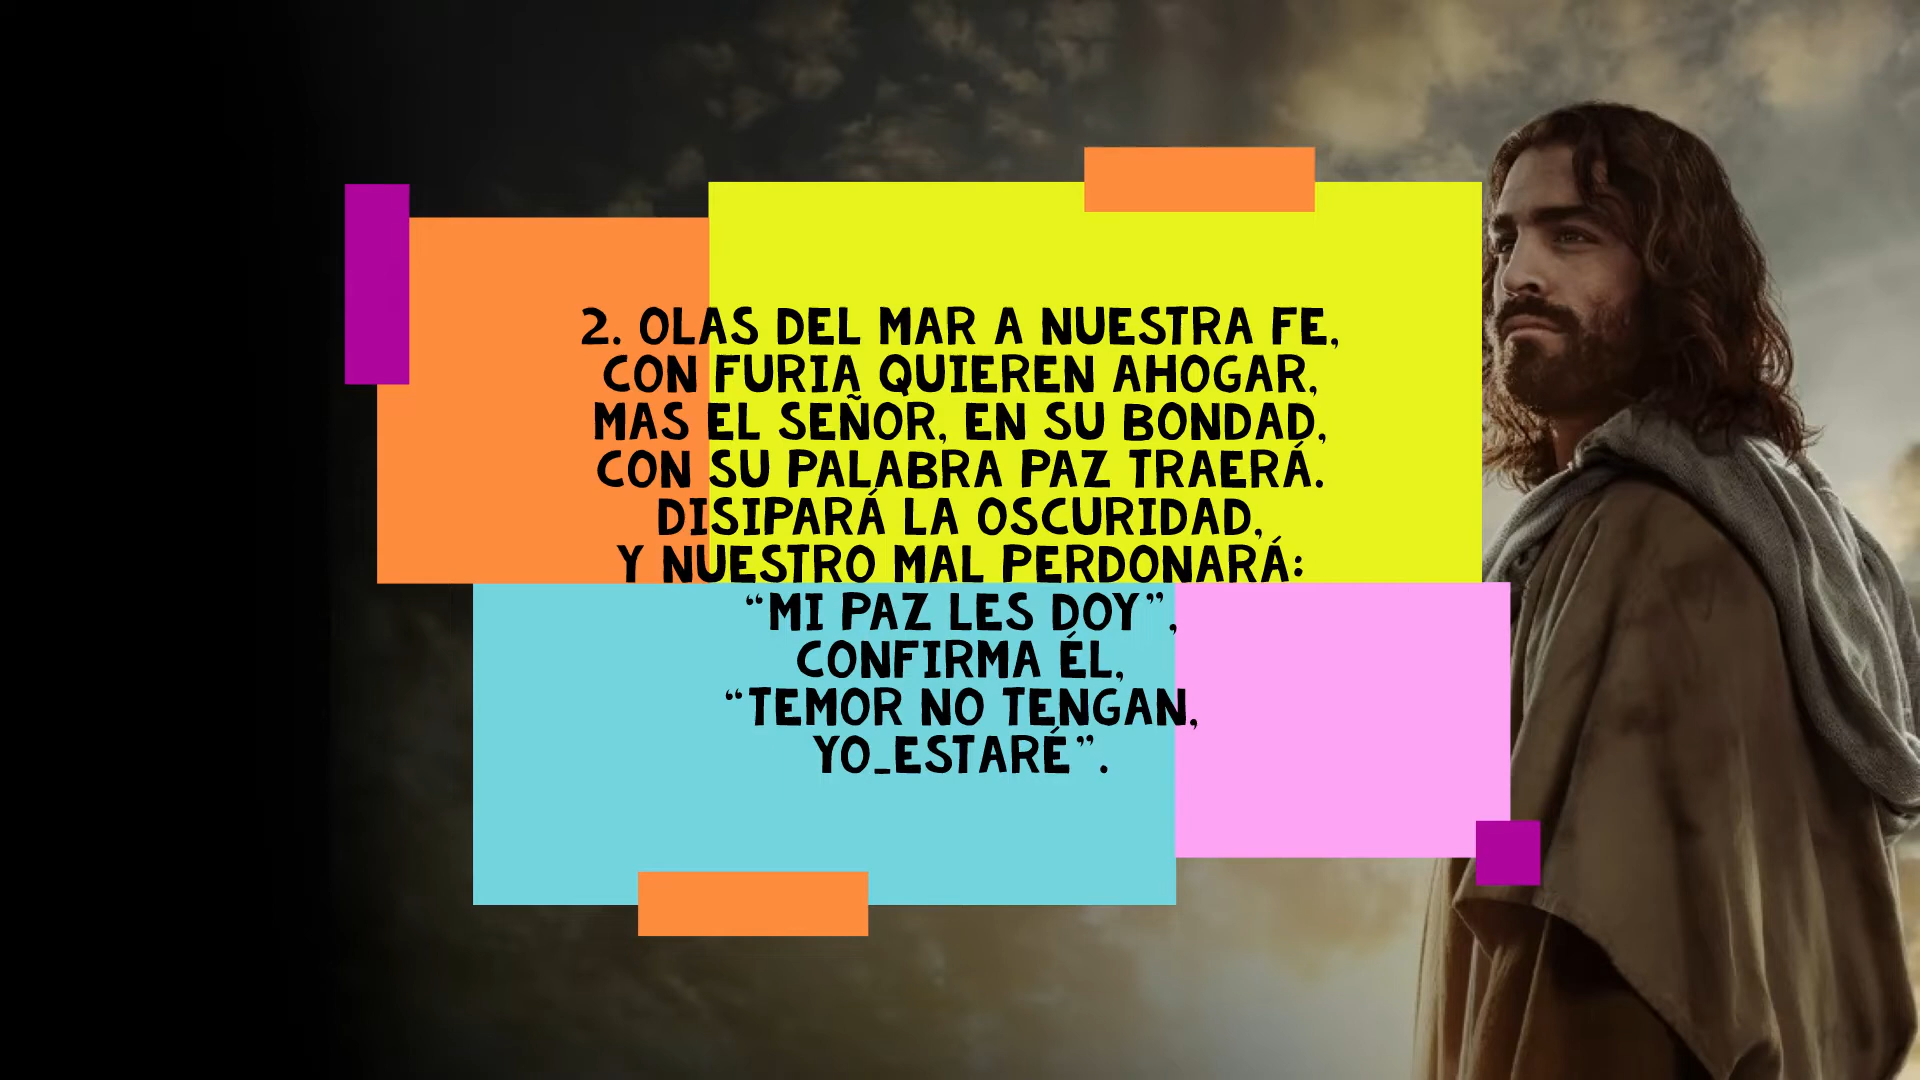 2. OLAS DEL MAR A NUESTRA FE,
CON FURIA QUIEREN AHOGAR,
MAS EL SEÑOR, EN SU BONDAD,
CON SU PALABRA PAZ TRAERÁ.
DISIPARÁ LA OSCURIDAD,
Y NUESTRO MAL PERDONARÁ:
“MI PAZ LES DOY”,
CONFIRMA ÉL,
“TEMOR NO TENGAN,
YO_ESTARÉ”.